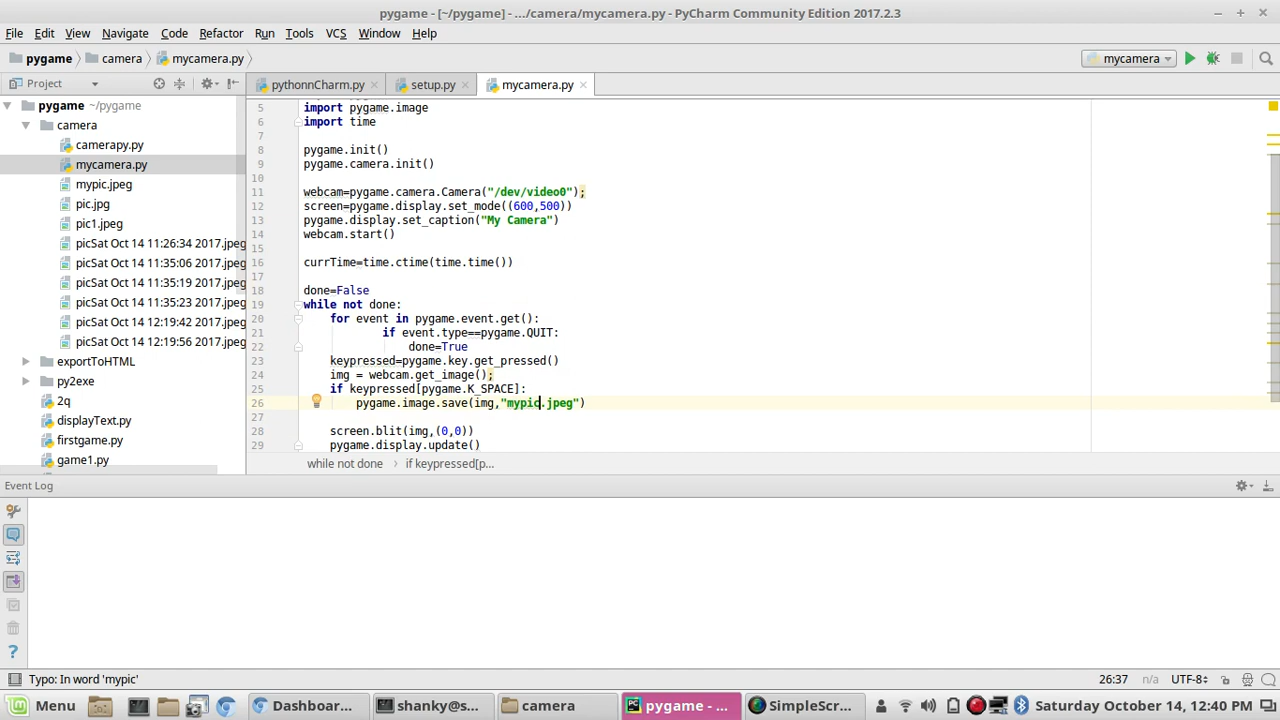 pygame - [~/pygame] - .../camera/mycamera.py - PyCharm Community Edition 2017.2.3
File Edit View Navigate Code Refactor Run Tools VCS Window Help
pygame camera mycamera.py mycamera
Project pythonnCharm.py setup.py mycamera.py
pygame ~/pygame
camera
camerapy.py
mycamera.py
mypic.jpeg
pic.jpg
pic1.jpeg
picSat Oct 14 11:26:34 2017.jpeg
picSat Oct 14 11:35:06 2017.jpeg
picSat Oct 14 11:35:19 2017.jpeg
picSat Oct 14 11:35:23 2017.jpeg
picSat Oct 14 12:19:42 2017.jpeg
picSat Oct 14 12:19:56 2017.jpeg
exportToHTML
py2exe
2q
displayText.py
firstgame.py
game1.py
5 import pygame.image
6 import time
7
8 pygame.init()
9 pygame.camera.init()
10
11 webcam=pygame.camera.Camera("/dev/video0");
12 screen=pygame.display.set_mode((600,500))
13 pygame.display.set_caption("My Camera")
14 webcam.start()
15
16 currTime=time.ctime(time.time())
17
18 done=False
19 while not done:
20 for event in pygame.event.get():
21 if event.type==pygame.QUIT:
22 done=True
23 keypressed=pygame.key.get_pressed()
24 img = webcam.get_image();
25 if keypressed[pygame.K_SPACE]:
26 pygame.image.save(img,"mypic.jpeg")
27
28 screen.blit(img,(0,0))
29 pygame.display.update()
while not done if keypressed[p...
Event Log
Typo: In word 'mypic' 26:37 n/a UTF-8
Menu Dashboar... shanky@s... camera pygame - ... SimpleScr... Saturday October 14, 12:40 PM